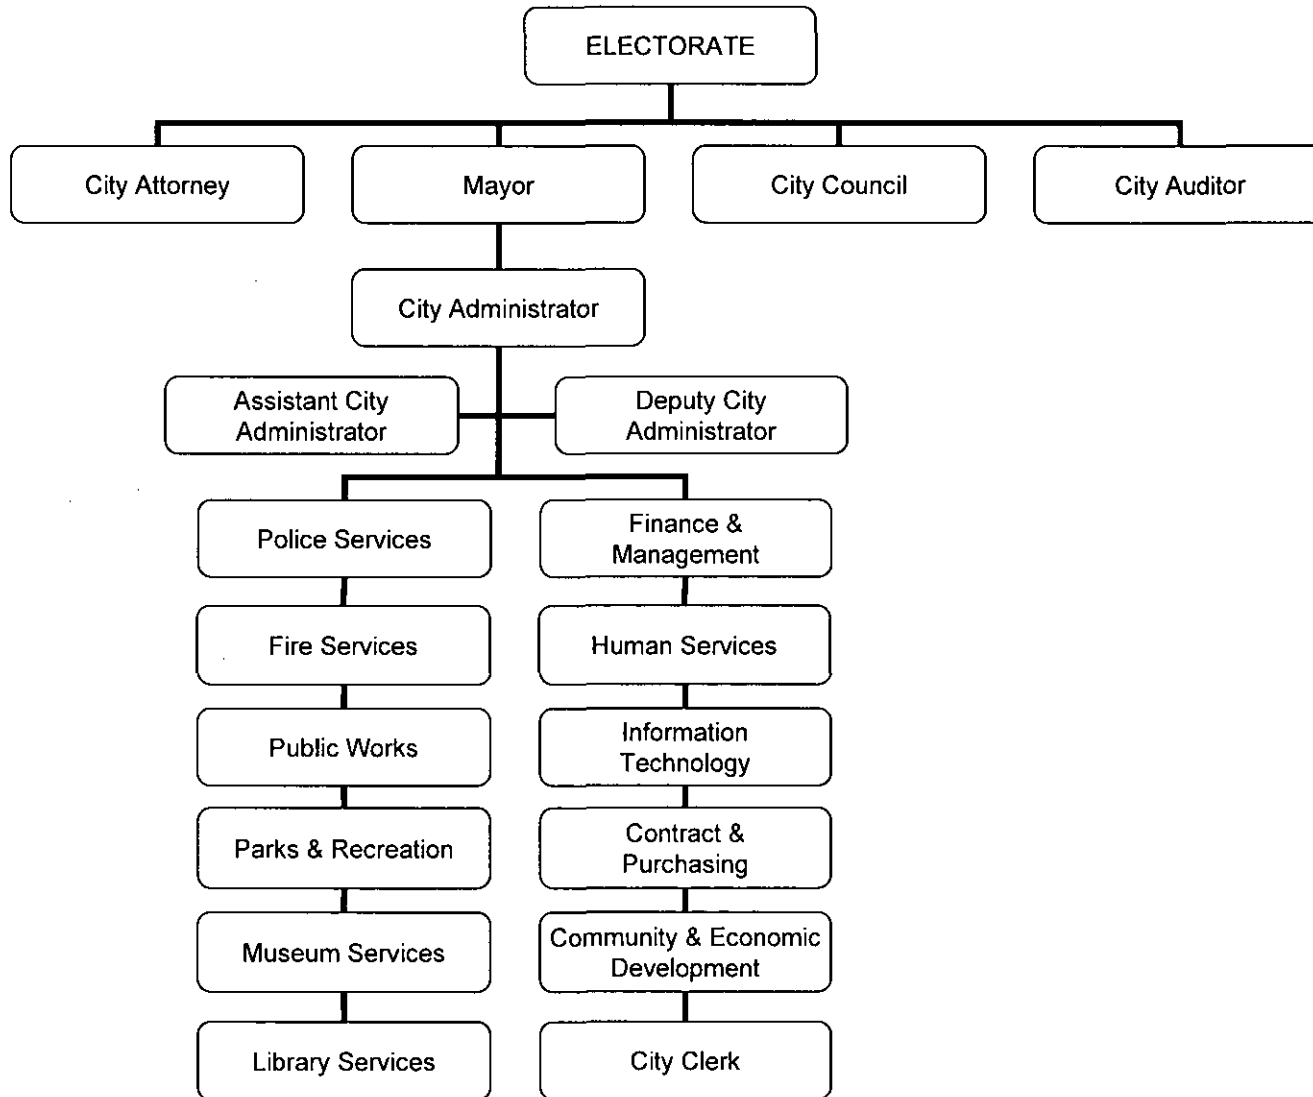 ELECTORATE
City Attorney
Mayor
City Council
City Auditor
City Administrator
Assistant City
Administrator
Deputy City
Administrator
Police Services
Finance &
Management
Fire Services
Human Services
Public Works
Information
Technology
Parks & Recreation
Contract &
Purchasing
Museum Services
Community & Economic
Development
Library Services
City Clerk